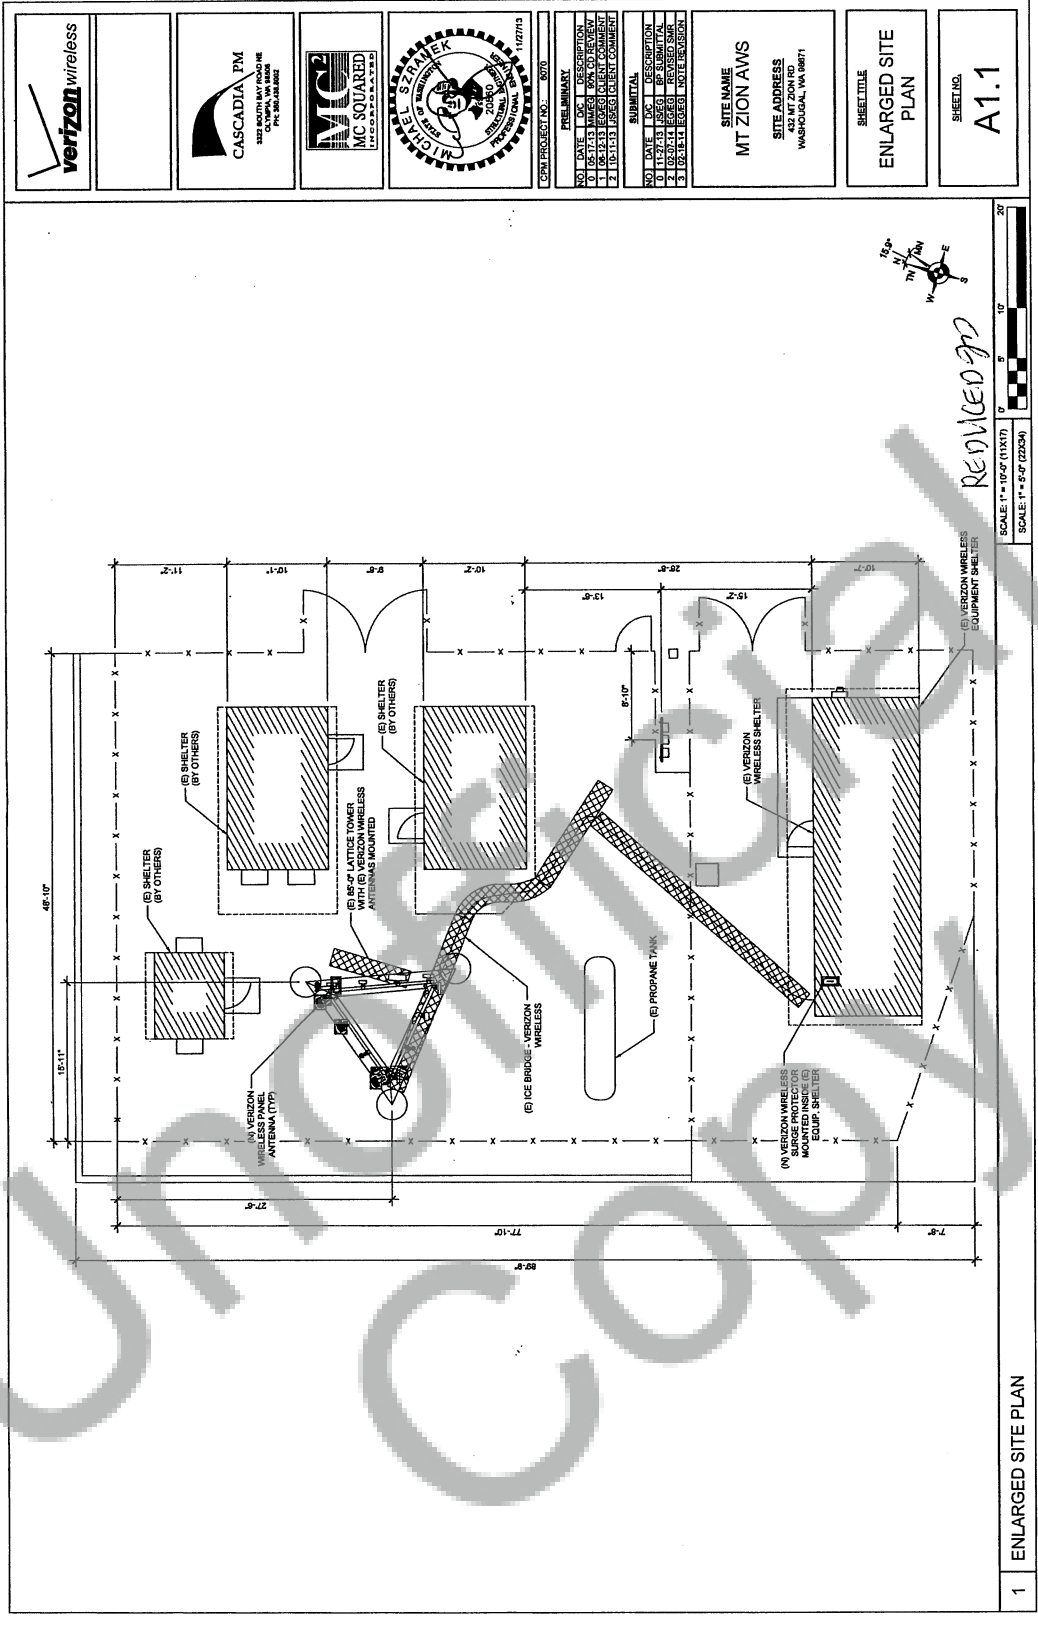 verizonwireless
CASCADIA PM
3322 SOUTH BAY ROAD NE
OLYMPIA, WA 98506
MC²
MC SQUARED
INCORPORATED
MICHAEL SZRAMEK
STATE OF WASHINGTON
20860
STRUCTURAL
PROFESSIONAL ENGINEER
11/27/13
CPM PROJECT NO.: 6070
PRELIMINARY
NO. DATE D/C DESCRIPTION
0 05-17-13 MM/EG 90% CD REVIEW
1 06-12-13 EG/EG CLIENT COMMENT
2 10-11-13 JS/EG CLIENT COMMENT
SUBMITTAL
NO. DATE D/C DESCRIPTION
0 11-27-13 JS/EG BP SUBMITTAL
2 02-07-14 EG/EG REVISED SMR
3 02-18-14 EG/EG NOTE REVISION
SITE NAME
MT ZION AWS
SITE ADDRESS
432 MT ZION RD
WASHOUGAL, WA 98671
SHEET TITLE
ENLARGED SITE
PLAN
SHEET NO.
A1.1
15.9°
TN
N
MN
W
E
S
REDUCED
0' 5' 10' 20'
SCALE: 1" = 10'-0" (11X17)
SCALE: 1" = 5'-0" (22X34)
11'-2"
10'-1"
9'-8"
10'-2"
28'-8"
10'-7"
13'-6"
15'-2"
8'-10"
48'-10"
15'-11"
27'-6"
77'-10"
7'-8"
89'-9"
(E) SHELTER
(BY OTHERS)
(E) SHELTER
(BY OTHERS)
(E) SHELTER
(BY OTHERS)
(E) 85'-0" LATTICE TOWER
WITH (E) VERIZON WIRELESS
ANTENNAS MOUNTED
(N) VERIZON
WIRELESS PANEL
ANTENNA (TYP)
(E) ICE BRIDGE - VERIZON
WIRELESS
(E) PROPANE TANK
(E) VERIZON
WIRELESS SHELTER
(E) VERIZON WIRELESS
EQUIPMENT SHELTER
(N) VERIZON WIRELESS
SURGE PROTECTOR
MOUNTED INSIDE (E)
EQUIP. SHELTER
1 ENLARGED SITE PLAN
Unofficial
Copy